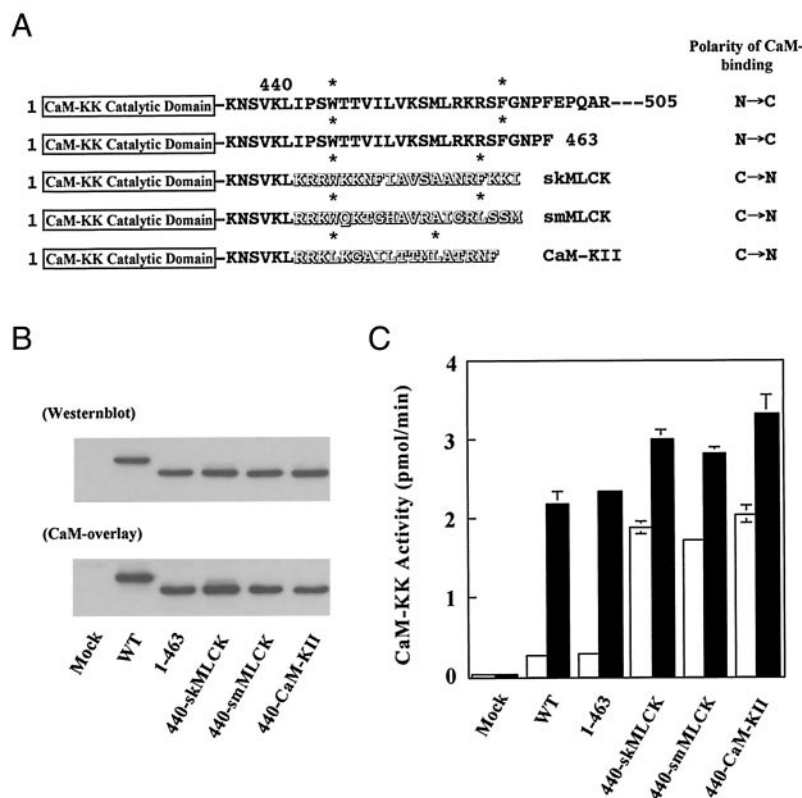 A
Polarity of CaM-
binding
440
* *
1 CaM-KK Catalytic Domain -KNSVKLIPSWTTVILVKSMLRKRSFGNPFEPQAR---505 N→C
* *
1 CaM-KK Catalytic Domain -KNSVKLIPSWTTVILVKSMLRKRSFGNPF 463 N→C
* *
1 CaM-KK Catalytic Domain -KNSVKLKRRWKKNFIAVSAANRFKKI skMLCK C→N
* *
1 CaM-KK Catalytic Domain -KNSVKLRRKWQKTGHAVRAIGRLSSM smMLCK C→N
* *
1 CaM-KK Catalytic Domain -KNSVKLRRKLKGAILTTMLATRNF CaM-KII C→N
B
(Westernblot)
(CaM-overlay)
Mock
WT
1-463
440-skMLCK
440-smMLCK
440-CaM-KII
C
CaM-KK Activity (pmol/min)
4
3
2
1
0
Mock
WT
1-463
440-skMLCK
440-smMLCK
440-CaM-KII